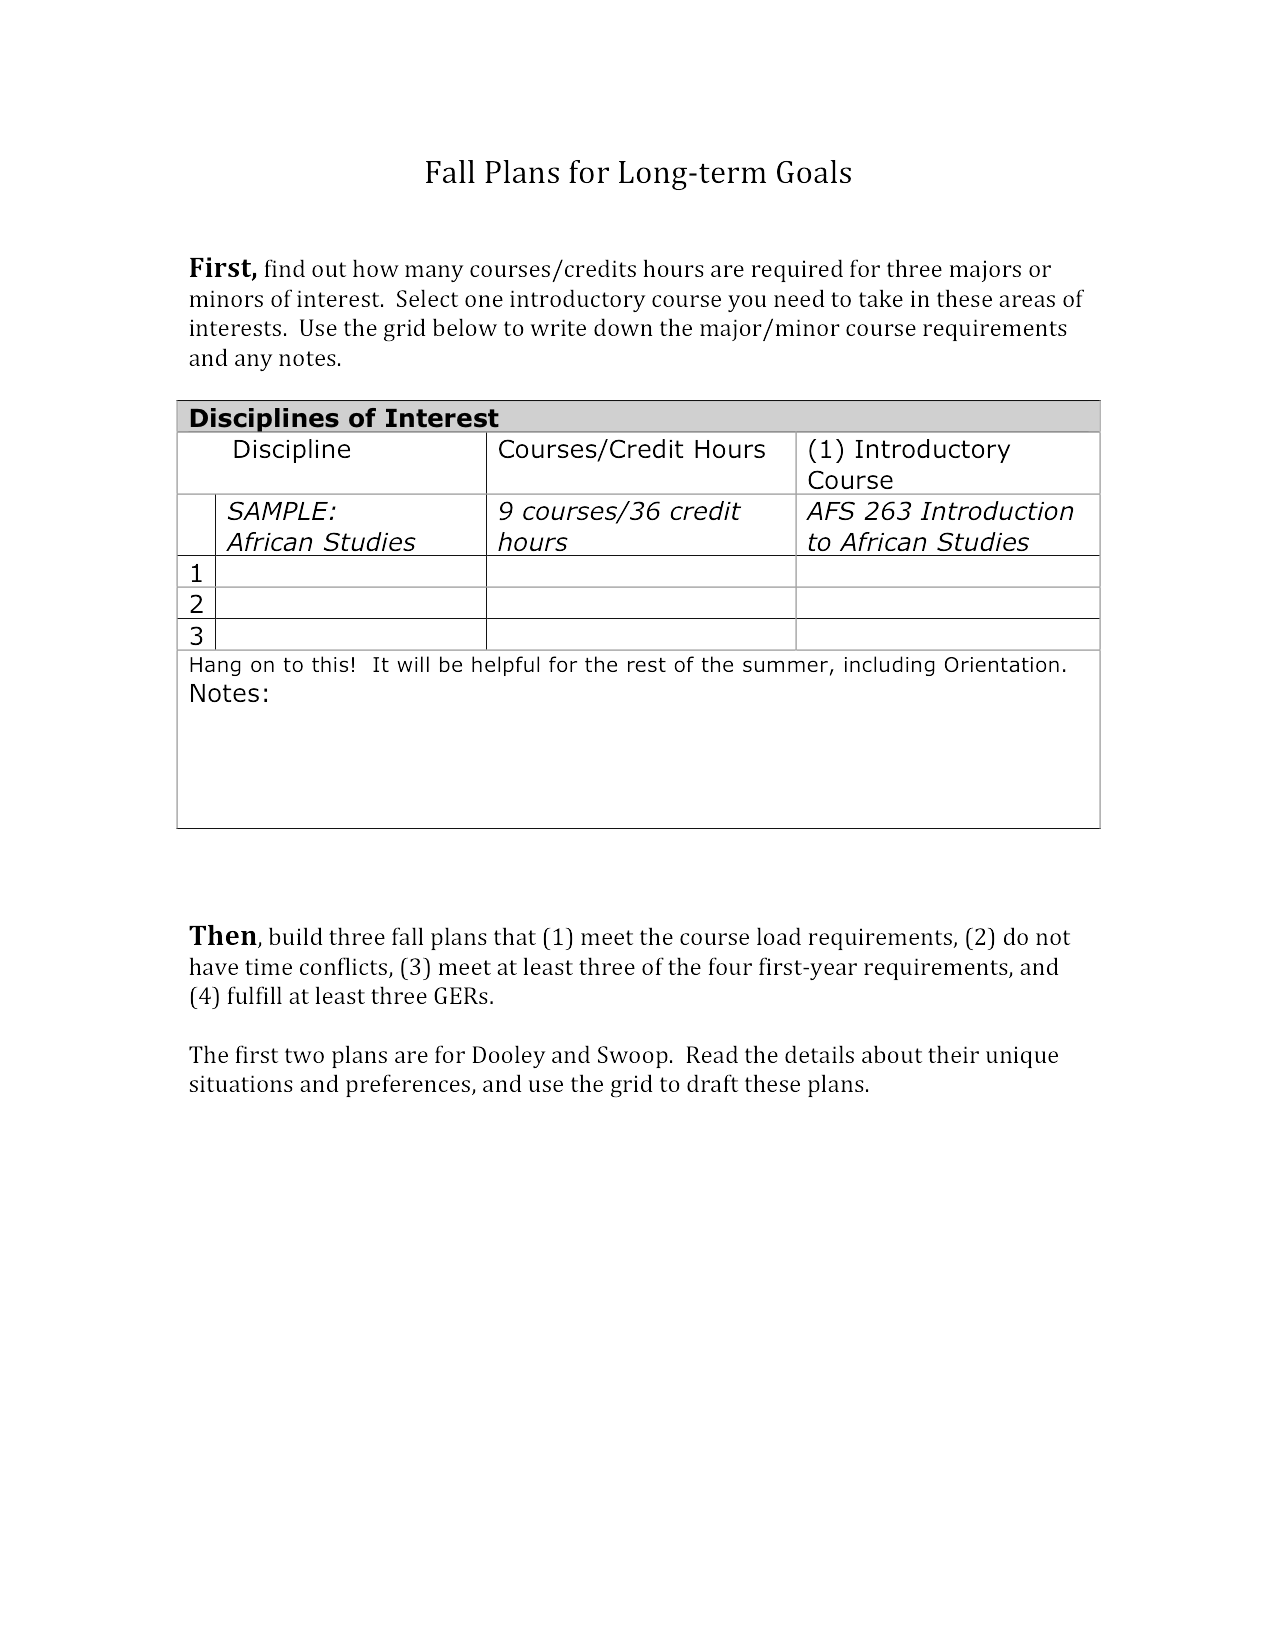 Fall Plans for Long-term Goals
First, find out how many courses/credits hours are required for three majors or
minors of interest.  Select one introductory course you need to take in these areas of
interests.  Use the grid below to write down the major/minor course requirements
and any notes.
Disciplines of Interest
Discipline Courses/Credit Hours (1) Introductory
Course
SAMPLE: 9 courses/36 credit AFS 263 Introduction
African Studies hours to African Studies
1
2
3
Hang on to this!  It will be helpful for the rest of the summer, including Orientation.
Notes:
Then, build three fall plans that (1) meet the course load requirements, (2) do not
have time conflicts, (3) meet at least three of the four first-year requirements, and
(4) fulfill at least three GERs.
The first two plans are for Dooley and Swoop.  Read the details about their unique
situations and preferences, and use the grid to draft these plans.